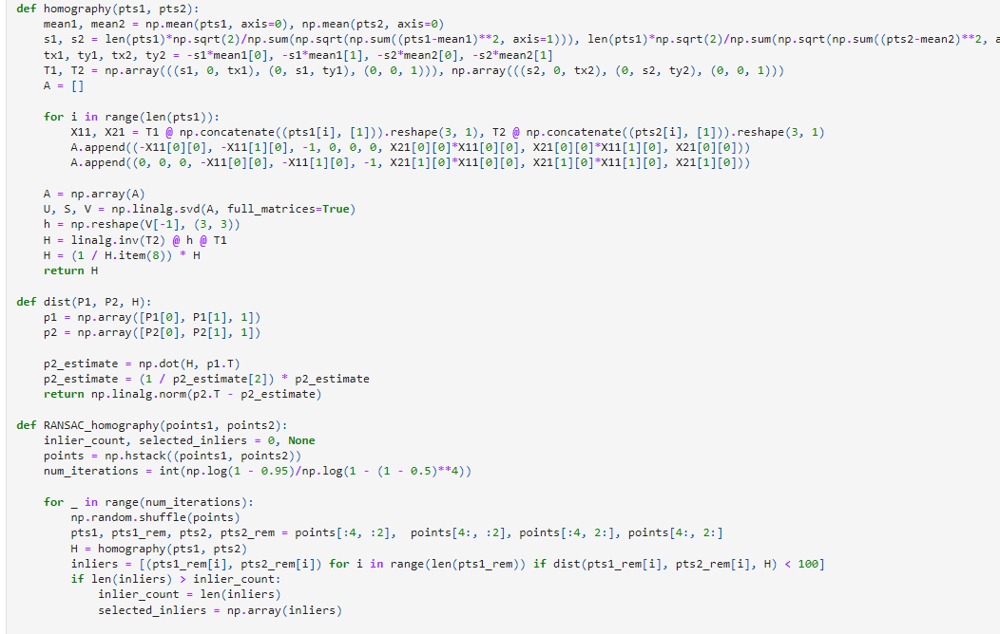 def homography(pts1, pts2):
    mean1, mean2 = np.mean(pts1, axis=0), np.mean(pts2, axis=0)
    s1, s2 = len(pts1)*np.sqrt(2)/np.sum(np.sqrt(np.sum((pts1-mean1)**2, axis=1))), len(pts1)*np.sqrt(2)/np.sum(np.sqrt(np.sum((pts2-mean2)**2,
    tx1, ty1, tx2, ty2 = -s1*mean1[0], -s1*mean1[1], -s2*mean2[0], -s2*mean2[1]
    T1, T2 = np.array(((s1, 0, tx1), (0, s1, ty1), (0, 0, 1))), np.array(((s2, 0, tx2), (0, s2, ty2), (0, 0, 1)))
    A = []
    for i in range(len(pts1)):
        X11, X21 = T1 @ np.concatenate((pts1[i], [1])).reshape(3, 1), T2 @ np.concatenate((pts2[i], [1])).reshape(3, 1)
        A.append((-X11[0][0], -X11[1][0], -1, 0, 0, 0, X21[0][0]*X11[0][0], X21[0][0]*X11[1][0], X21[0][0]))
        A.append((0, 0, 0, -X11[0][0], -X11[1][0], -1, X21[1][0]*X11[0][0], X21[1][0]*X11[1][0], X21[1][0]))
    A = np.array(A)
    U, S, V = np.linalg.svd(A, full_matrices=True)
    h = np.reshape(V[-1], (3, 3))
    H = linalg.inv(T2) @ h @ T1
    H = (1 / H.item(8)) * H
    return H
def dist(P1, P2, H):
    p1 = np.array([P1[0], P1[1], 1])
    p2 = np.array([P2[0], P2[1], 1])
    p2_estimate = np.dot(H, p1.T)
    p2_estimate = (1 / p2_estimate[2]) * p2_estimate
    return np.linalg.norm(p2.T - p2_estimate)
def RANSAC_homography(points1, points2):
    inlier_count, selected_inliers = 0, None
    points = np.hstack((points1, points2))
    num_iterations = int(np.log(1 - 0.95)/np.log(1 - (1 - 0.5)**4))
    for _ in range(num_iterations):
        np.random.shuffle(points)
        pts1, pts1_rem, pts2, pts2_rem = points[:4, :2],  points[4:, :2], points[:4, 2:], points[4:, 2:]
        H = homography(pts1, pts2)
        inliers = [(pts1_rem[i], pts2_rem[i]) for i in range(len(pts1_rem)) if dist(pts1_rem[i], pts2_rem[i], H) < 100]
        if len(inliers) > inlier_count:
            inlier_count = len(inliers)
            selected_inliers = np.array(inliers)